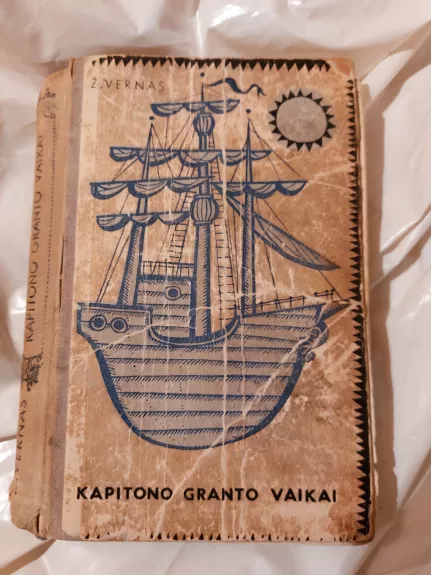 Ž. VERNAS
KAPITONO GRANTO VAIKAI
VERNAS KAPITONO GRANTO VAIKAI